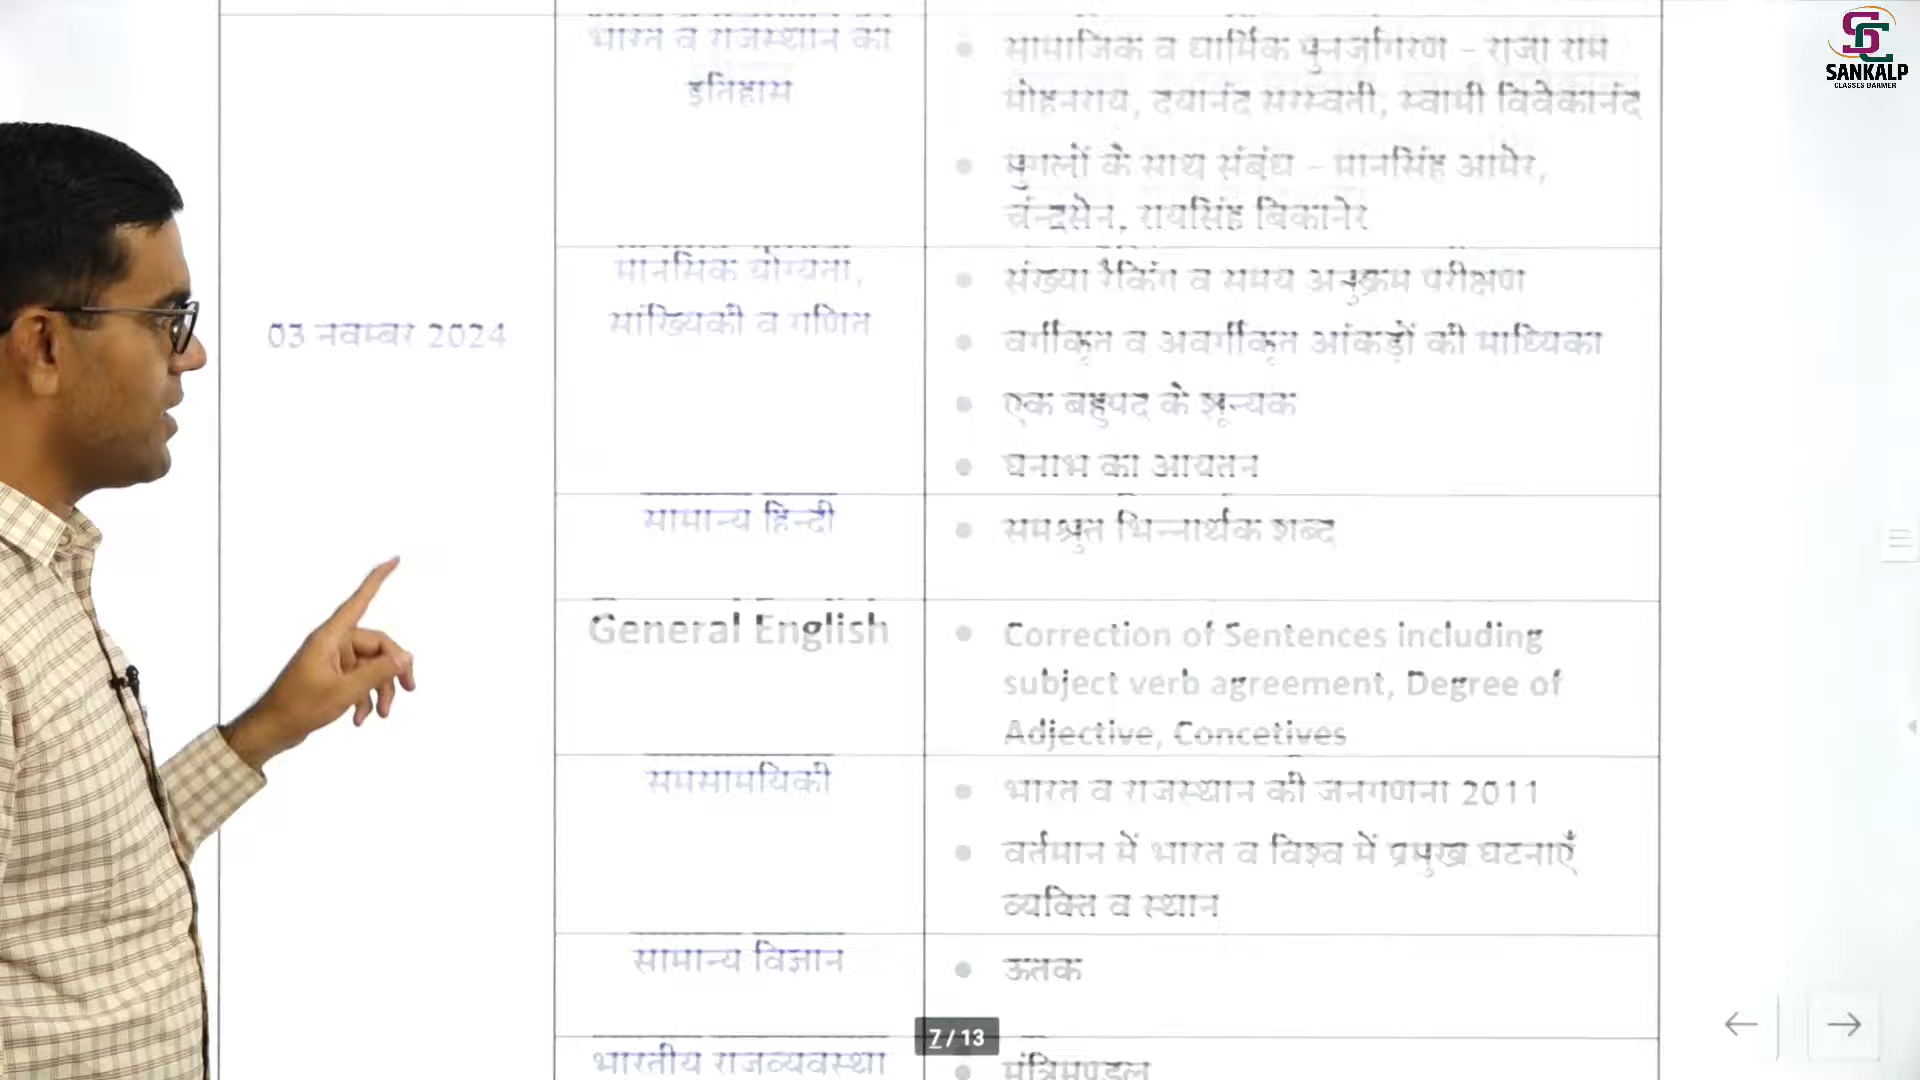 SANKALP
CLASSES BARMER
भारत व राजस्थान का
इतिहास
सामाजिक व धार्मिक पुनर्जागरण – राजा राम
मोहनराय, दयानंद सरस्वती, स्वामी विवेकानंद
मुगलों के साथ संबंध – मानसिंह आमेर,
चंन्द्रसेन, रायसिंह बिकानेर
03 नवम्बर 2024
मानसिक योग्यता,
सांख्यिकी व गणित
संख्या रैंकिंग व समय अनुक्रम परीक्षण
वर्गीकृत व अवर्गीकृत आंकड़ों की माध्यिका
एक बहुपद के शून्यक
घनाभ का आयतन
सामान्य हिन्दी
समश्रुत भिन्नार्थक शब्द
General English
Correction of Sentences including
subject verb agreement, Degree of
Adjective, Concetives
समसामयिकी
भारत व राजस्थान की जनगणना 2011
वर्तमान में भारत व विश्व में प्रमुख घटनाएँ
व्यक्ति व स्थान
सामान्य विज्ञान
ऊतक
भारतीय राजव्यवस्था
मंत्रिमण्डल
7 / 13